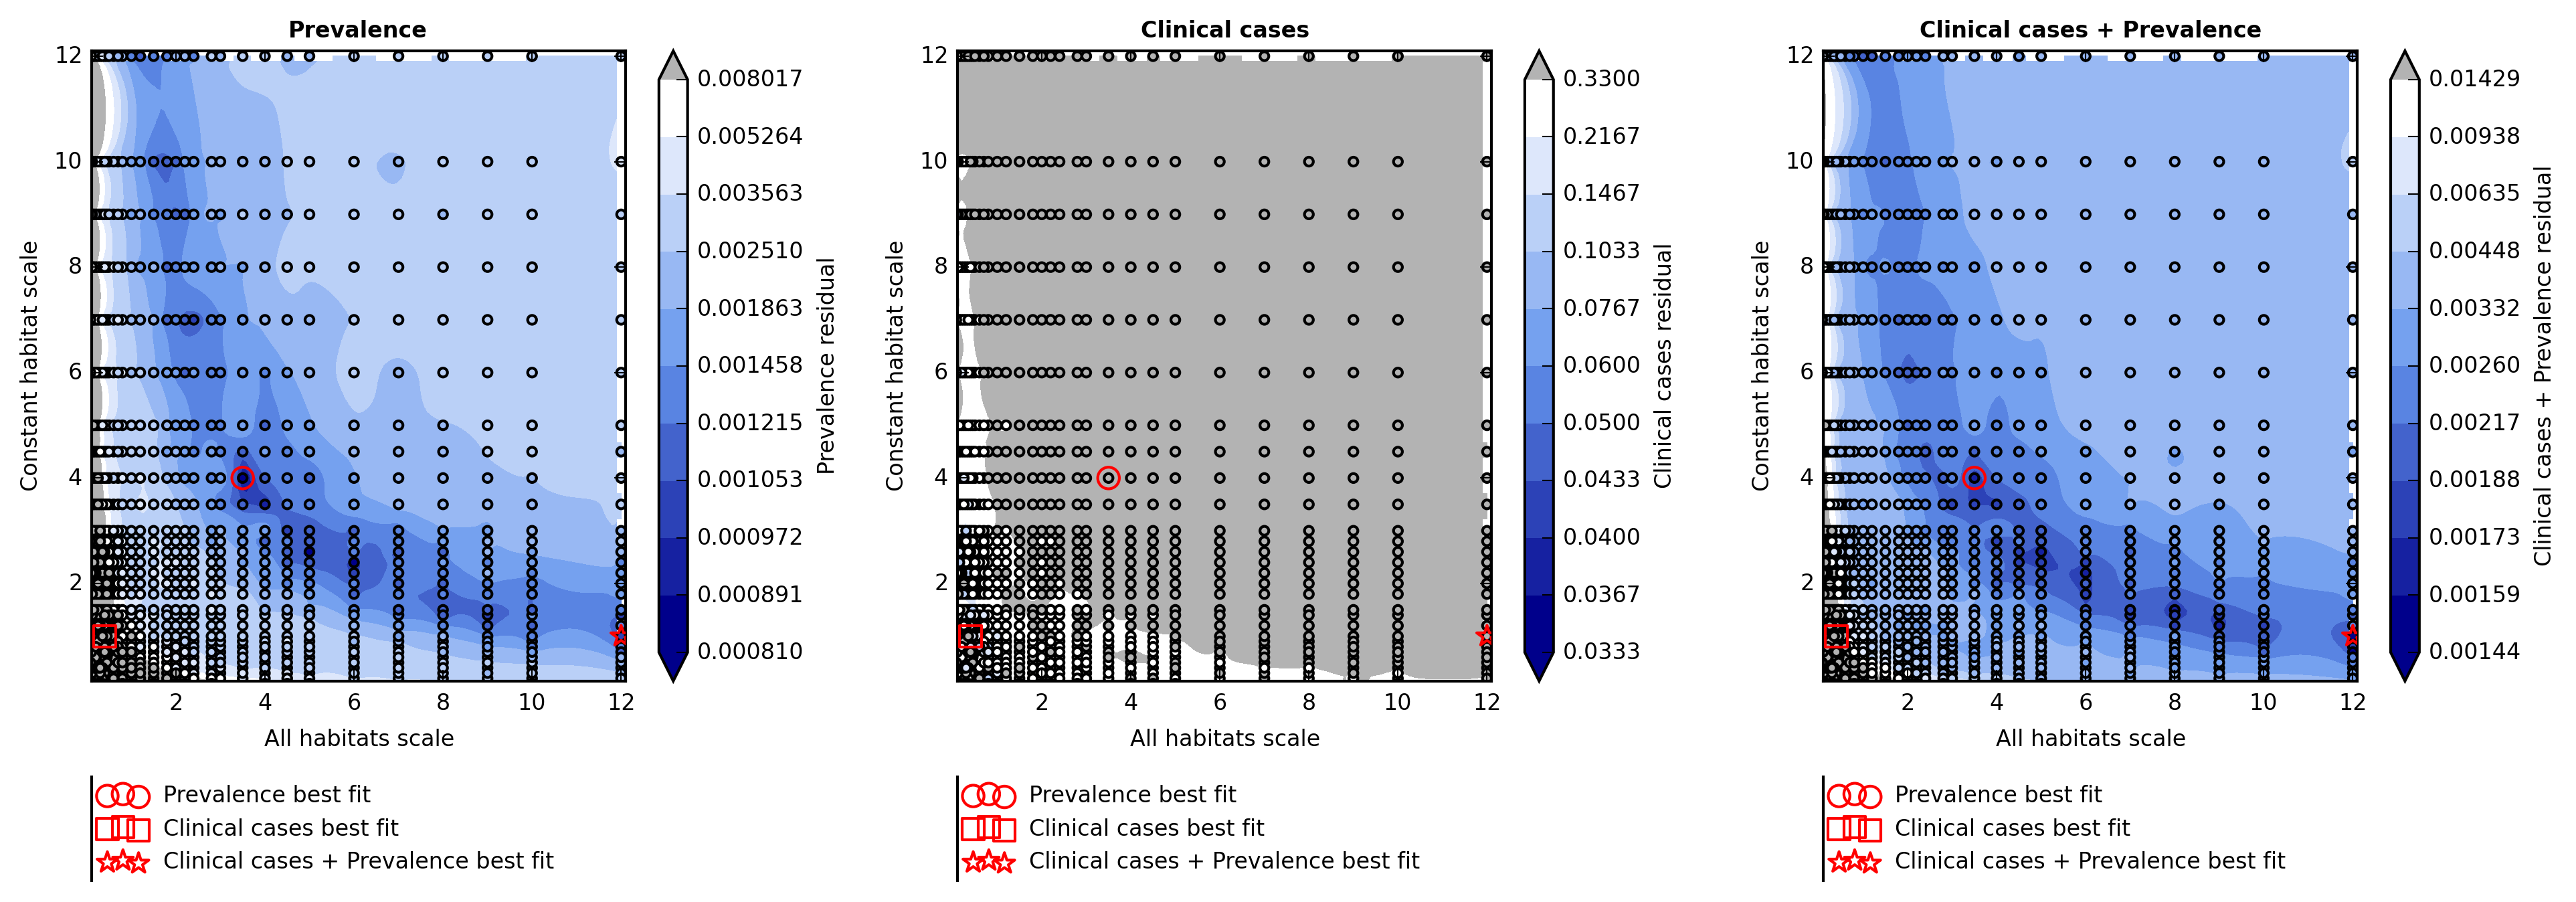 Prevalence
Constant habitat scale
12
10
8
6
4
2
2 4 6 8 10 12
All habitats scale
0.008017
0.005264
0.003563
0.002510
0.001863
0.001458
0.001215
0.001053
0.000972
0.000891
0.000810
Prevalence residual
Prevalence best fit
Clinical cases best fit
Clinical cases + Prevalence best fit
Clinical cases
Constant habitat scale
12
10
8
6
4
2
2 4 6 8 10 12
All habitats scale
0.3300
0.2167
0.1467
0.1033
0.0767
0.0600
0.0500
0.0433
0.0400
0.0367
0.0333
Clinical cases residual
Prevalence best fit
Clinical cases best fit
Clinical cases + Prevalence best fit
Clinical cases + Prevalence
Constant habitat scale
12
10
8
6
4
2
2 4 6 8 10 12
All habitats scale
0.01429
0.00938
0.00635
0.00448
0.00332
0.00260
0.00217
0.00188
0.00173
0.00159
0.00144
Clinical cases + Prevalence residual
Prevalence best fit
Clinical cases best fit
Clinical cases + Prevalence best fit